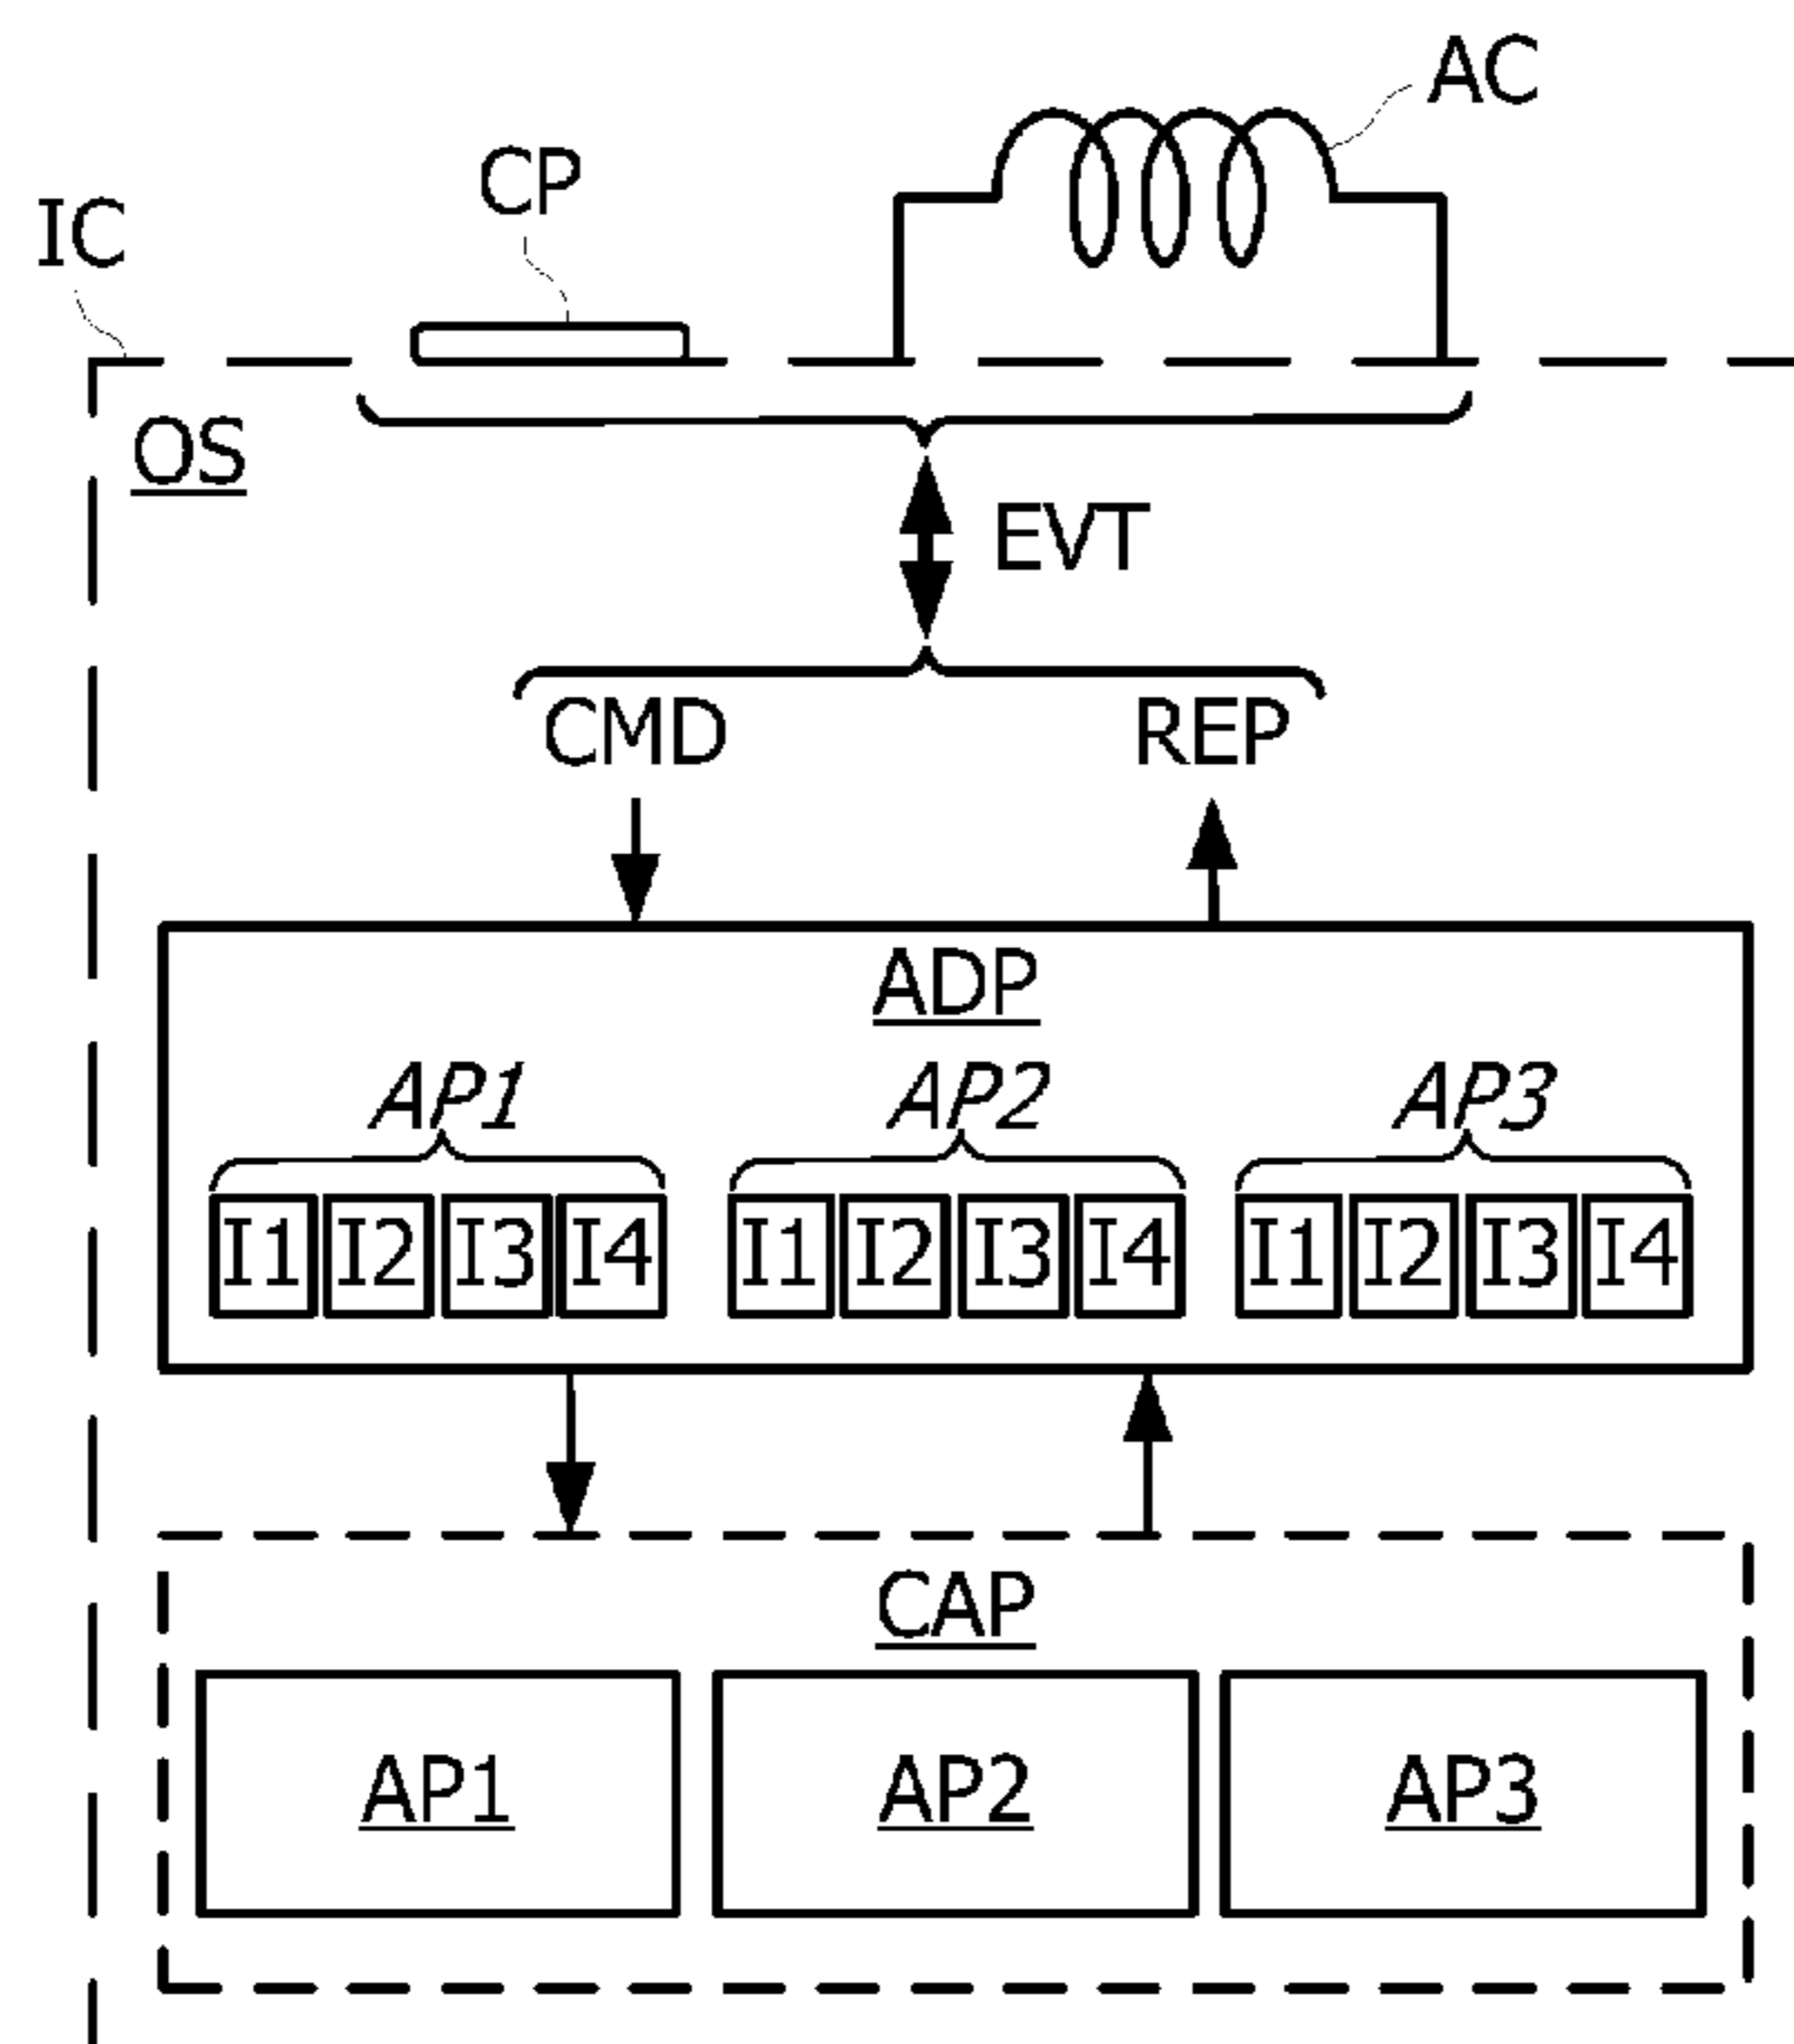 AC
CP
IC
OS
EVT
CMD REP
ADP
AP1 AP2 AP3
I1 I2 I3 I4 I1 I2 I3 I4 I1 I2 I3 I4
CAP
AP1 AP2 AP3